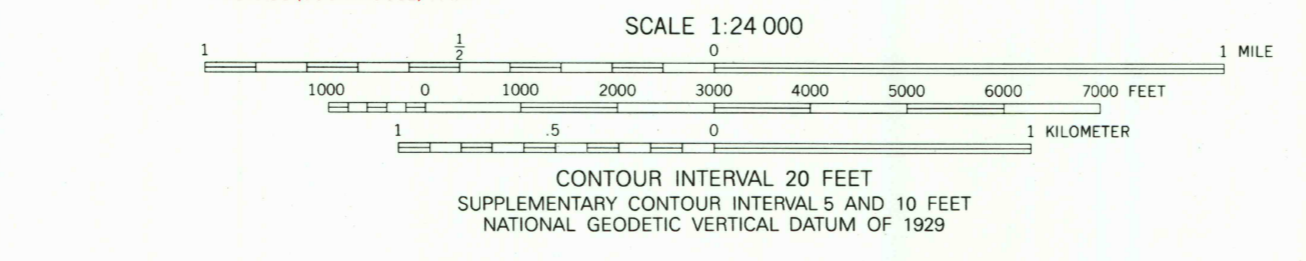 SCALE 1:24 000
1 1/2 0 1 MILE
1000 0 1000 2000 3000 4000 5000 6000 7000 FEET
1 .5 0 1 KILOMETER
CONTOUR INTERVAL 20 FEET
SUPPLEMENTARY CONTOUR INTERVAL 5 AND 10 FEET
NATIONAL GEODETIC VERTICAL DATUM OF 1929